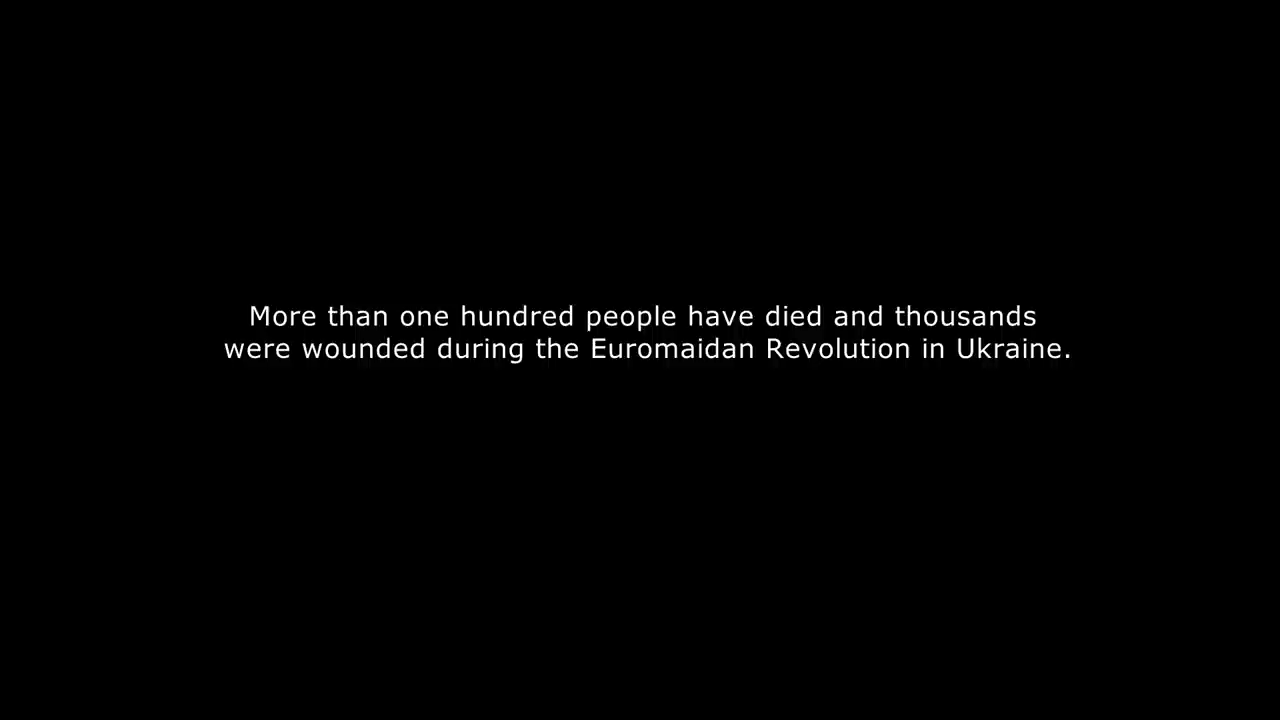 More than one hundred people have died and thousands
were wounded during the Euromaidan Revolution in Ukraine.